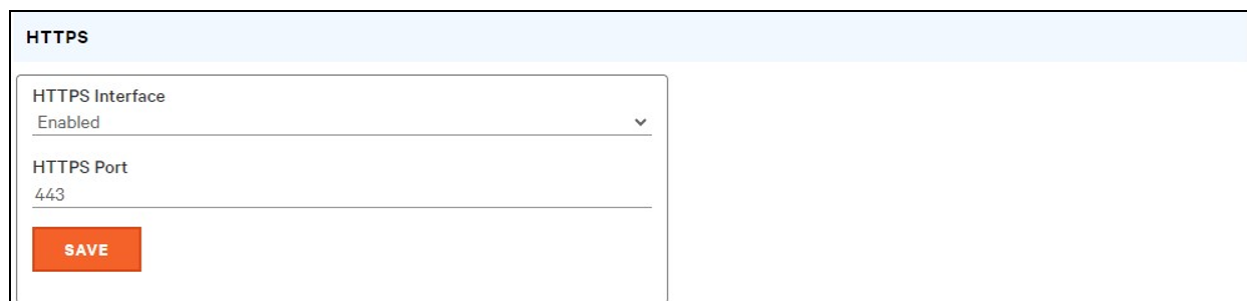 HTTPS
HTTPS Interface
Enabled
HTTPS Port
443
SAVE